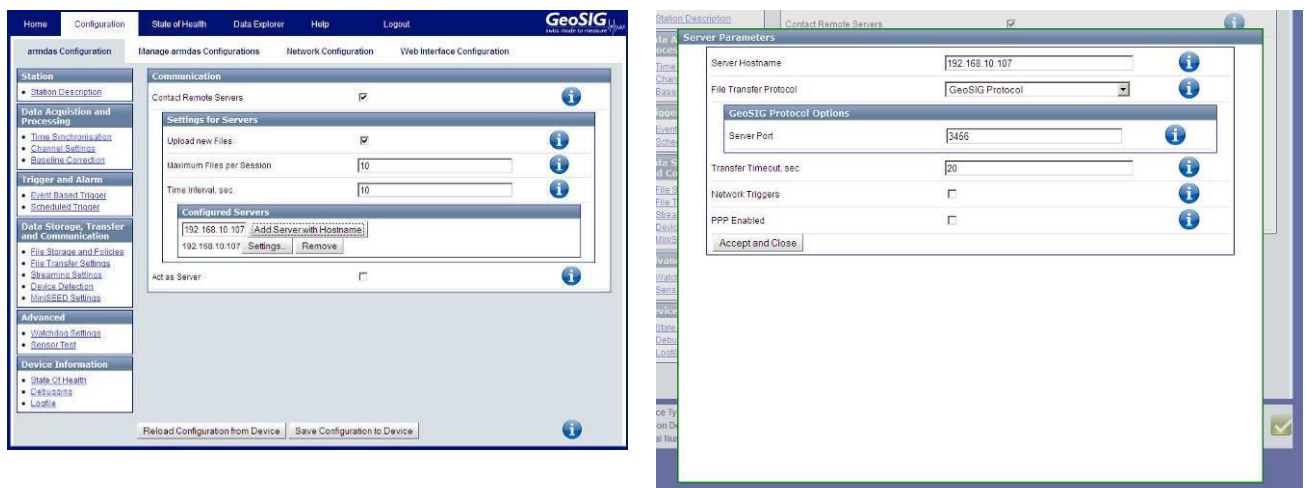 Home Configuration State of Health Data Explorer Help Logout GeoSIG
swiss made to measure
armdas Configuration Manage armdas Configurations Network Configuration Web Interface Configuration
Station
Station Description
Data Acquistion and
Processing
Time Synchronisation
Channel Settings
Baseline Correction
Trigger and Alarm
Event Based Trigger
Scheduled Trigger
Data Storage, Transfer
and Communication
File Storage and Policies
File Transfer Settings
Streaming Settings
Device Detection
MiniSEED Settings
Advanced
Watchdog Settings
Sensor Test
Device Information
State Of Health
Debugging
Logfile
Communication
Contact Remote Servers
Settings for Servers
Upload new Files
Maximum Files per Session 10
Time Interval, sec 10
Configured Servers
192.168.10.107 Add Server with Hostname
192.168.10.107 Settings... Remove
Act as Server
Reload Configuration from Device Save Configuration to Device
Station Description Contact Remote Servers
Server Parameters
Server Hostname 192.168.10.107
File Transfer Protocol GeoSIG Protocol
GeoSIG Protocol Options
Server Port 3456
Transfer Timeout, sec 20
Network Triggers
PPP Enabled
Accept and Close